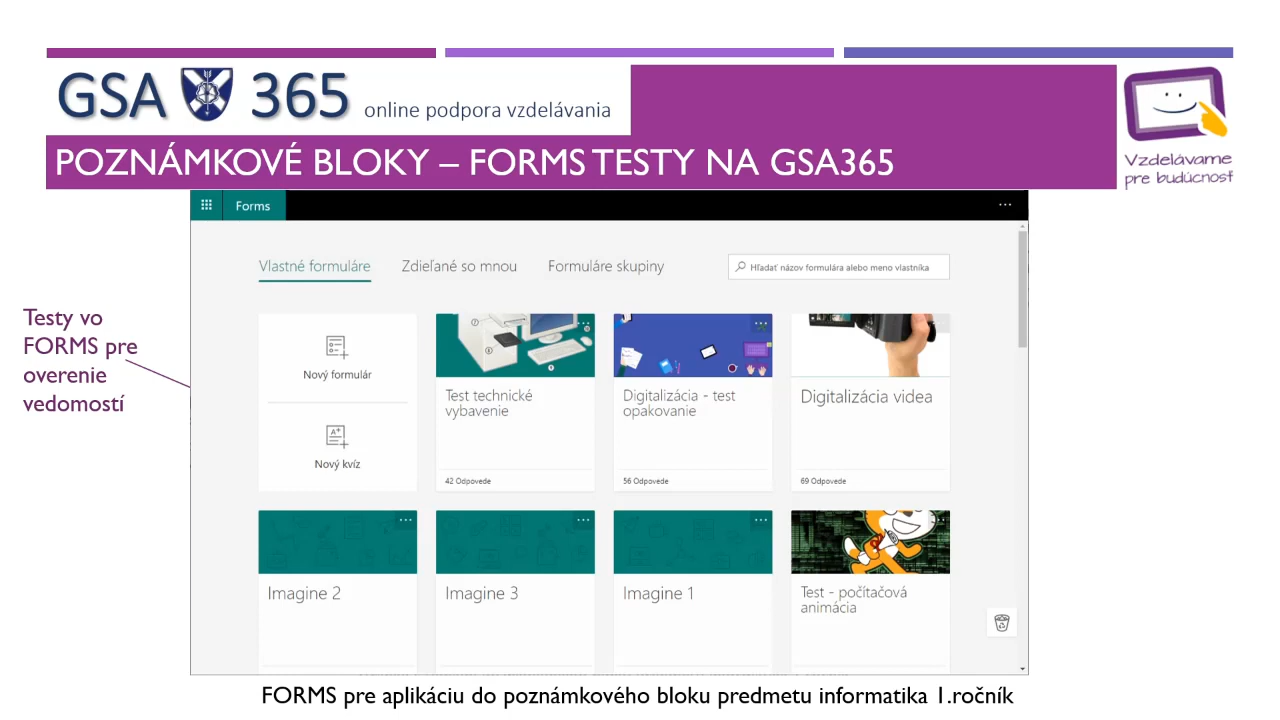 GSA 365 online podpora vzdelávania
Vzdelávame
pre budúcnosť
POZNÁMKOVÉ BLOKY – FORMS TESTY NA GSA365
Forms
Vlastné formuláre
Zdieľané so mnou
Formuláre skupiny
Hľadať názov formulára alebo meno vlastníka
Testy vo
FORMS pre
overenie
vedomostí
Nový formulár
Nový kvíz
Test technické
vybavenie
42 Odpovede
Digitalizácia - test
opakovanie
56 Odpovede
Digitalizácia videa
69 Odpovede
Imagine 2
Imagine 3
Imagine 1
Test - počítačová
animácia
FORMS pre aplikáciu do poznámkového bloku predmetu informatika 1.ročník